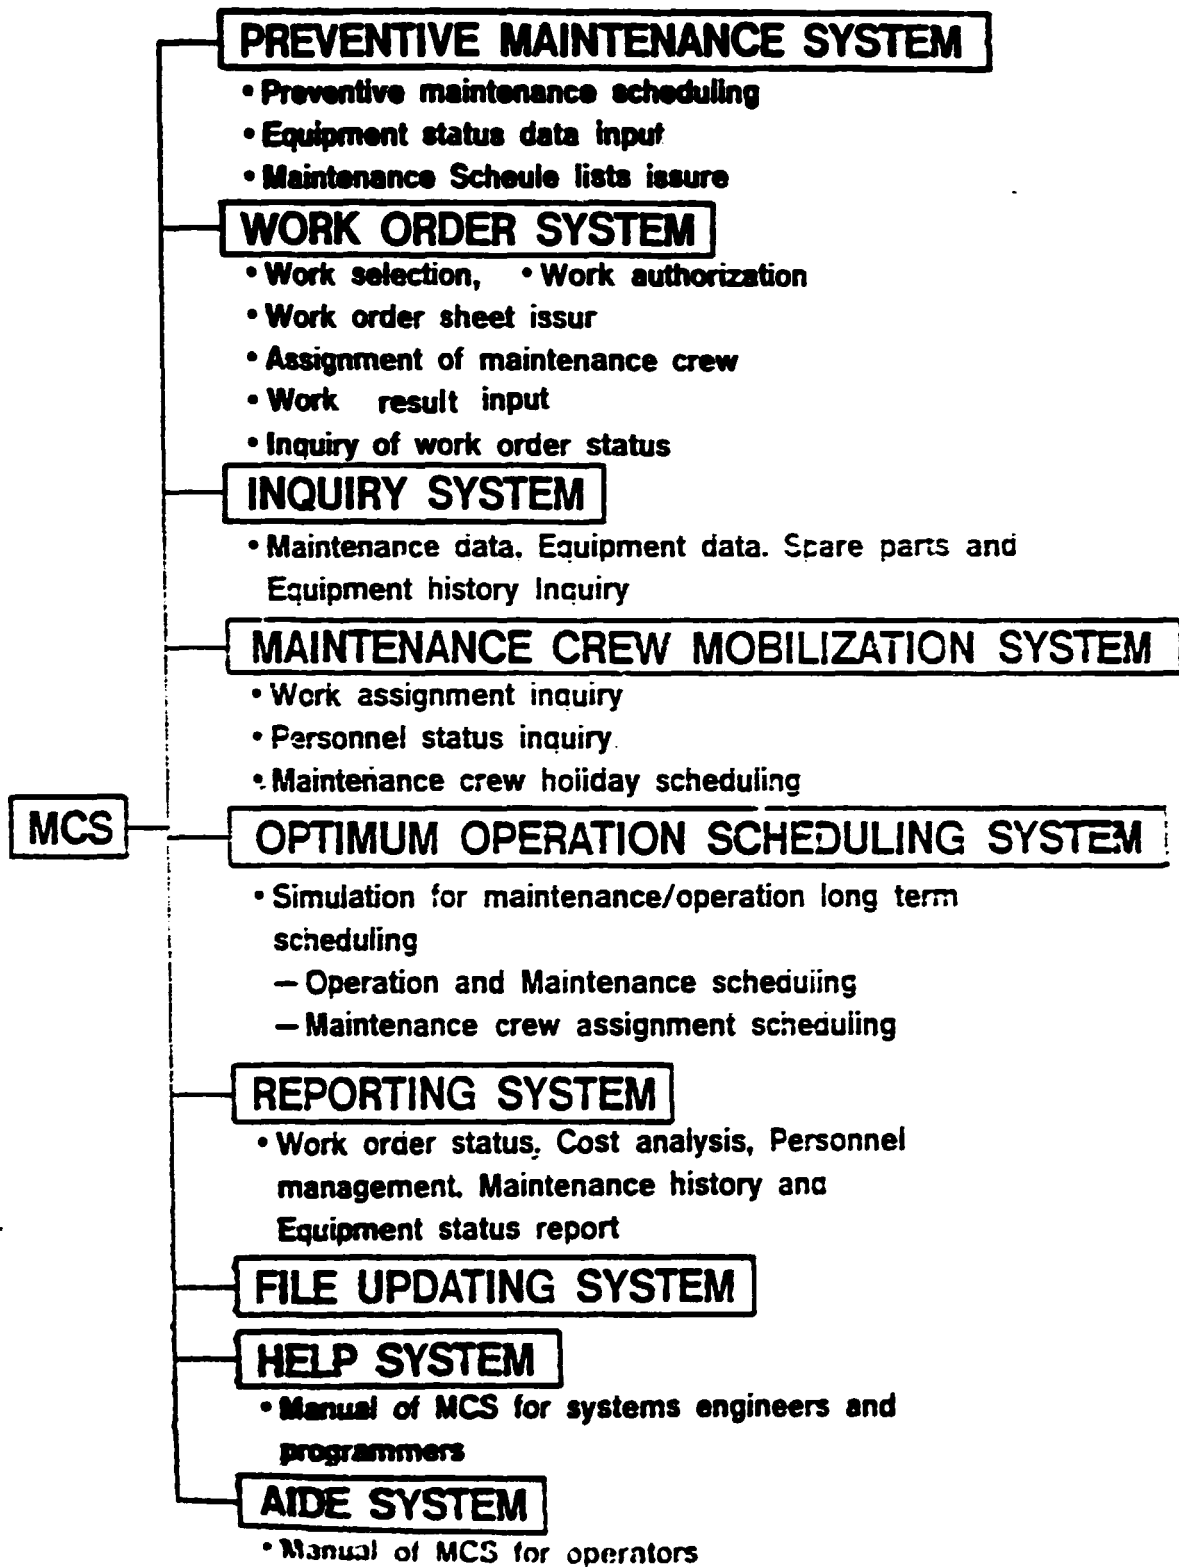 PREVENTIVE MAINTENANCE SYSTEM
• Preventive maintenance scheduling
• Equipment status data input
• Maintenance Scheule lists issure
WORK ORDER SYSTEM
• Work selection, • Work authorization
• Work order sheet issur
• Assignment of maintenance crew
• Work result input
• Inquiry of work order status
INQUIRY SYSTEM
• Maintenance data. Equipment data. Spare parts and
Equipment history Inquiry
MAINTENANCE CREW MOBILIZATION SYSTEM
• Work assignment inquiry
• Personnel status inquiry
• Maintenance crew holiday scheduling
MCS
OPTIMUM OPERATION SCHEDULING SYSTEM
• Simulation for maintenance/operation long term
scheduling
– Operation and Maintenance scheduling
– Maintenance crew assignment scheduling
REPORTING SYSTEM
• Work order status, Cost analysis, Personnel
management. Maintenance history and
Equipment status report
FILE UPDATING SYSTEM
HELP SYSTEM
• Manual of MCS for systems engineers and
programmers
AIDE SYSTEM
• Manual of MCS for operators